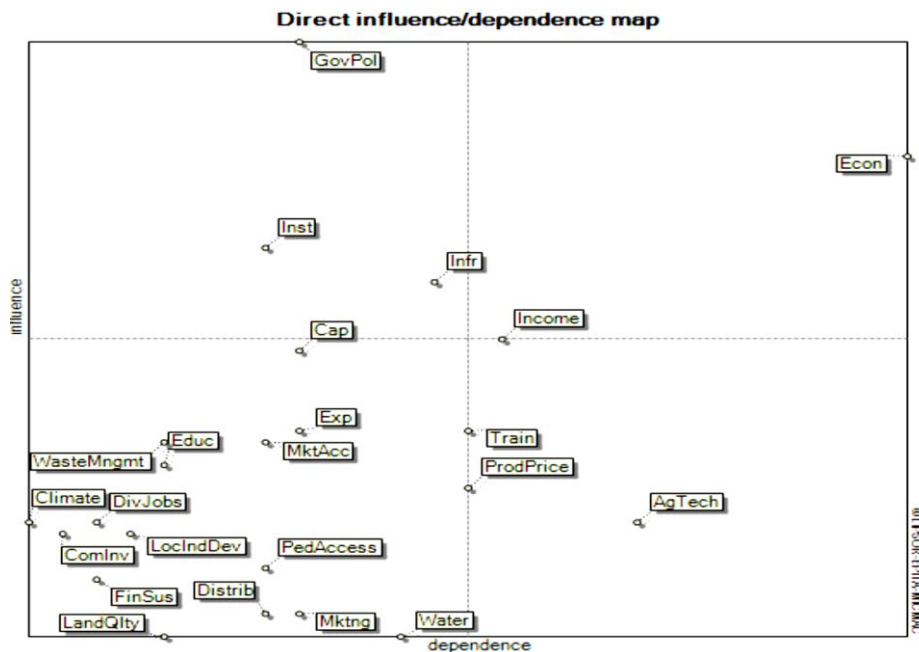 Direct influence/dependence map
GovPol
Econ
Inst
Infr
influence
Income
Cap
Exp
Educ
MktAcc
Train
WasteMngmt
ProdPrice
Climate
DivJobs
AgTech
ComInv
LocIndDev
PedAccess
FinSus
Distrib
LandQlty
Mktng
Water
dependence